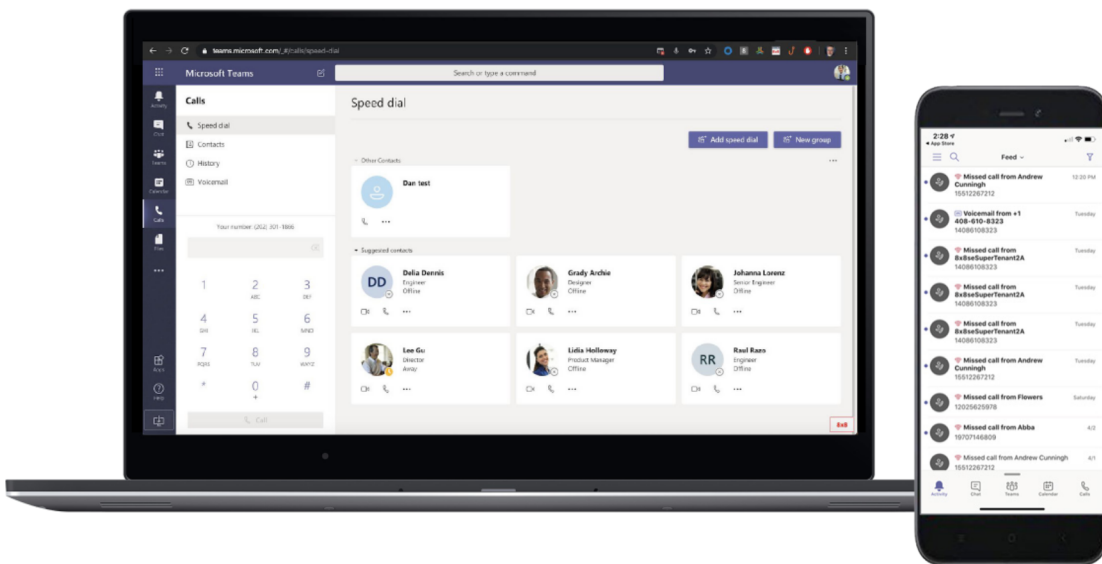 teams.microsoft.com/_#/calls/speed-dial
Microsoft Teams
Search or type a command
Activity
Chat
Teams
Calendar
Calls
Files
Apps
Help
Calls
Speed dial
Contacts
History
Voicemail
Your number: (262) 301-1886
1
2
ABC
3
DEF
4
GHI
5
JKL
6
MNO
7
PQRS
8
TUV
9
WXYZ
*
0
+
#
Call
Speed dial
Add speed dial
New group
Other Contacts
Dan test
Suggested contacts
DD
Delia Dennis
Engineer
Offline
Grady Archie
Designer
Offline
Johanna Lorenz
Senior Engineer
Offline
Lee Gu
Director
Away
Lidia Holloway
Product Manager
Offline
RR
Raul Razo
Engineer
Offline
8x8
2:28
App Store
Feed
Missed call from Andrew
Cunningh
15512267212
12:20 PM
Voicemail from +1
408-610-8323
14086108323
Tuesday
Missed call from
8x8seSuperTenant2A
14086108323
Tuesday
Missed call from
8x8seSuperTenant2A
14086108323
Tuesday
Missed call from
8x8seSuperTenant2A
14086108323
Tuesday
Missed call from Andrew
Cunningh
15512267212
Tuesday
Missed call from Flowers
12025625978
Saturday
Missed call from Abba
19707146809
4/2
Missed call from Andrew Cunningh
15512267212
4/1
Activity
Chat
Teams
Calendar
Calls